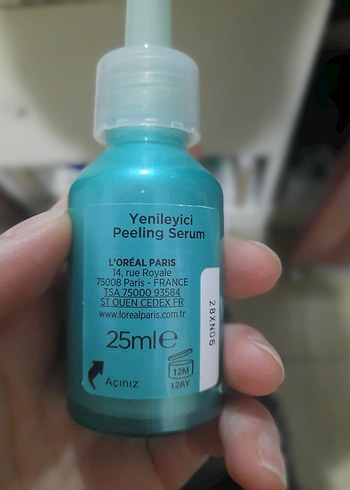 Yenileyici
Peeling Serum
L'ORÉAL PARIS
14, rue Royale
75008 Paris - FRANCE
TSA 75000 93584
ST OUEN CEDEX FR
www.lorealparis.com.tr
25ml e
12M
Açınız
12AY
28XN06